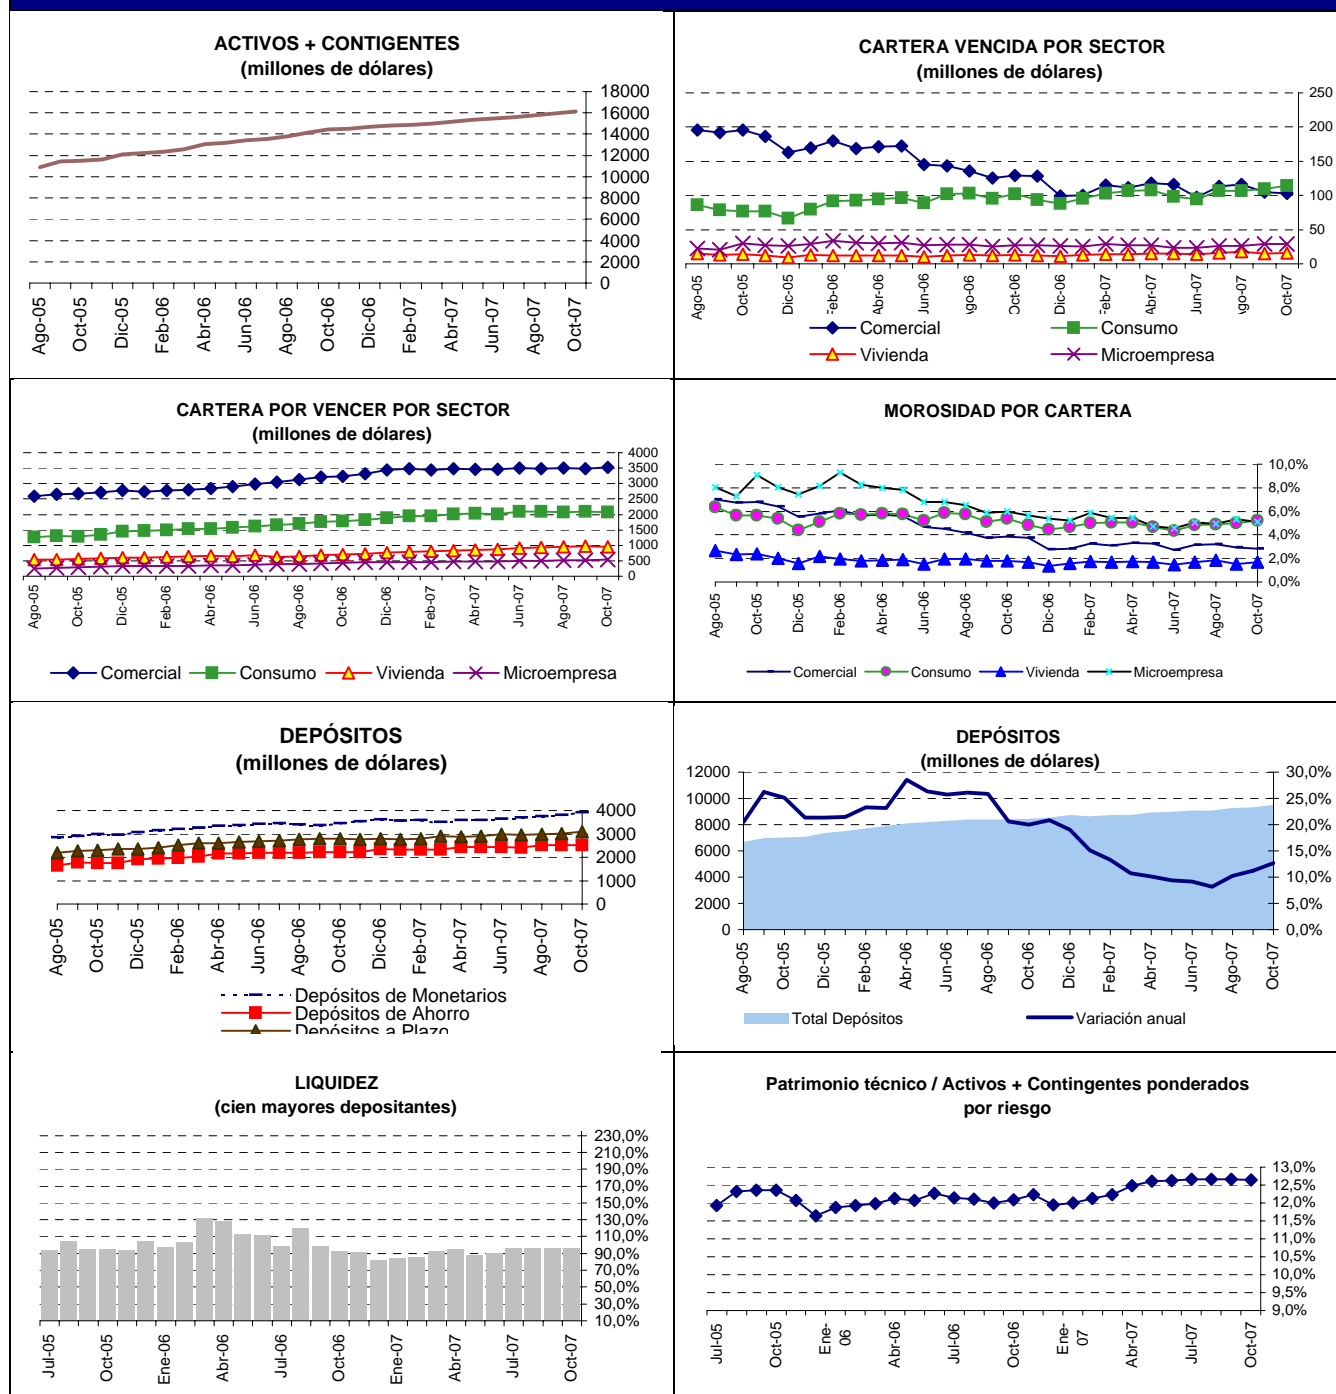 ACTIVOS + CONTIGENTES
(millones de dólares)
18000
16000
14000
12000
10000
8000
6000
4000
2000
0
Ago-05
Oct-05
Dic-05
Feb-06
Abr-06
Jun-06
Ago-06
Oct-06
Dic-06
Feb-07
Abr-07
Jun-07
Ago-07
Oct-07
CARTERA VENCIDA POR SECTOR
(millones de dólares)
250
200
150
100
50
0
Ago-05
Oct-05
Dic-05
Feb-06
Abr-06
Jun-06
Ago-06
Oct-06
Dic-06
Feb-07
Abr-07
Jun-07
Ago-07
Oct-07
Comercial
Consumo
Vivienda
Microempresa
CARTERA POR VENCER POR SECTOR
(millones de dólares)
4000
3500
3000
2500
2000
1500
1000
500
0
Ago-05
Oct-05
Dic-05
Feb-06
Abr-06
Jun-06
Ago-06
Oct-06
Dic-06
Feb-07
Abr-07
Jun-07
Ago-07
Oct-07
Comercial
Consumo
Vivienda
Microempresa
MOROSIDAD POR CARTERA
10,0%
8,0%
6,0%
4,0%
2,0%
0,0%
Ago-05
Oct-05
Dic-05
Feb-06
Abr-06
Jun-06
Ago-06
Oct-06
Dic-06
Feb-07
Abr-07
Jun-07
Ago-07
Oct-07
Comercial
Consumo
Vivienda
Microempresa
DEPÓSITOS
(millones de dólares)
4000
3000
2000
1000
0
Ago-05
Oct-05
Dic-05
Feb-06
Abr-06
Jun-06
Ago-06
Oct-06
Dic-06
Feb-07
Abr-07
Jun-07
Ago-07
Oct-07
Depósitos de Monetarios
Depósitos de Ahorro
Depósitos a Plazo
DEPÓSITOS
(millones de dólares)
12000
10000
8000
6000
4000
2000
0
30,0%
25,0%
20,0%
15,0%
10,0%
5,0%
0,0%
Ago-05
Oct-05
Dic-05
Feb-06
Abr-06
Jun-06
Ago-06
Oct-06
Dic-06
Feb-07
Abr-07
Jun-07
Ago-07
Oct-07
Total Depósitos
Variación anual
LIQUIDEZ
(cien mayores depositantes)
230,0%
210,0%
190,0%
170,0%
150,0%
130,0%
110,0%
90,0%
70,0%
50,0%
30,0%
10,0%
Jul-05
Oct-05
Ene-06
Abr-06
Jul-06
Oct-06
Ene-07
Abr-07
Jul-07
Oct-07
Patrimonio técnico / Activos + Contingentes ponderados
por riesgo
13,0%
12,5%
12,0%
11,5%
11,0%
10,5%
10,0%
9,5%
9,0%
Jul-05
Oct-05
Ene-
06
Abr-06
Jul-06
Oct-06
Ene-
07
Abr-07
Jul-07
Oct-07